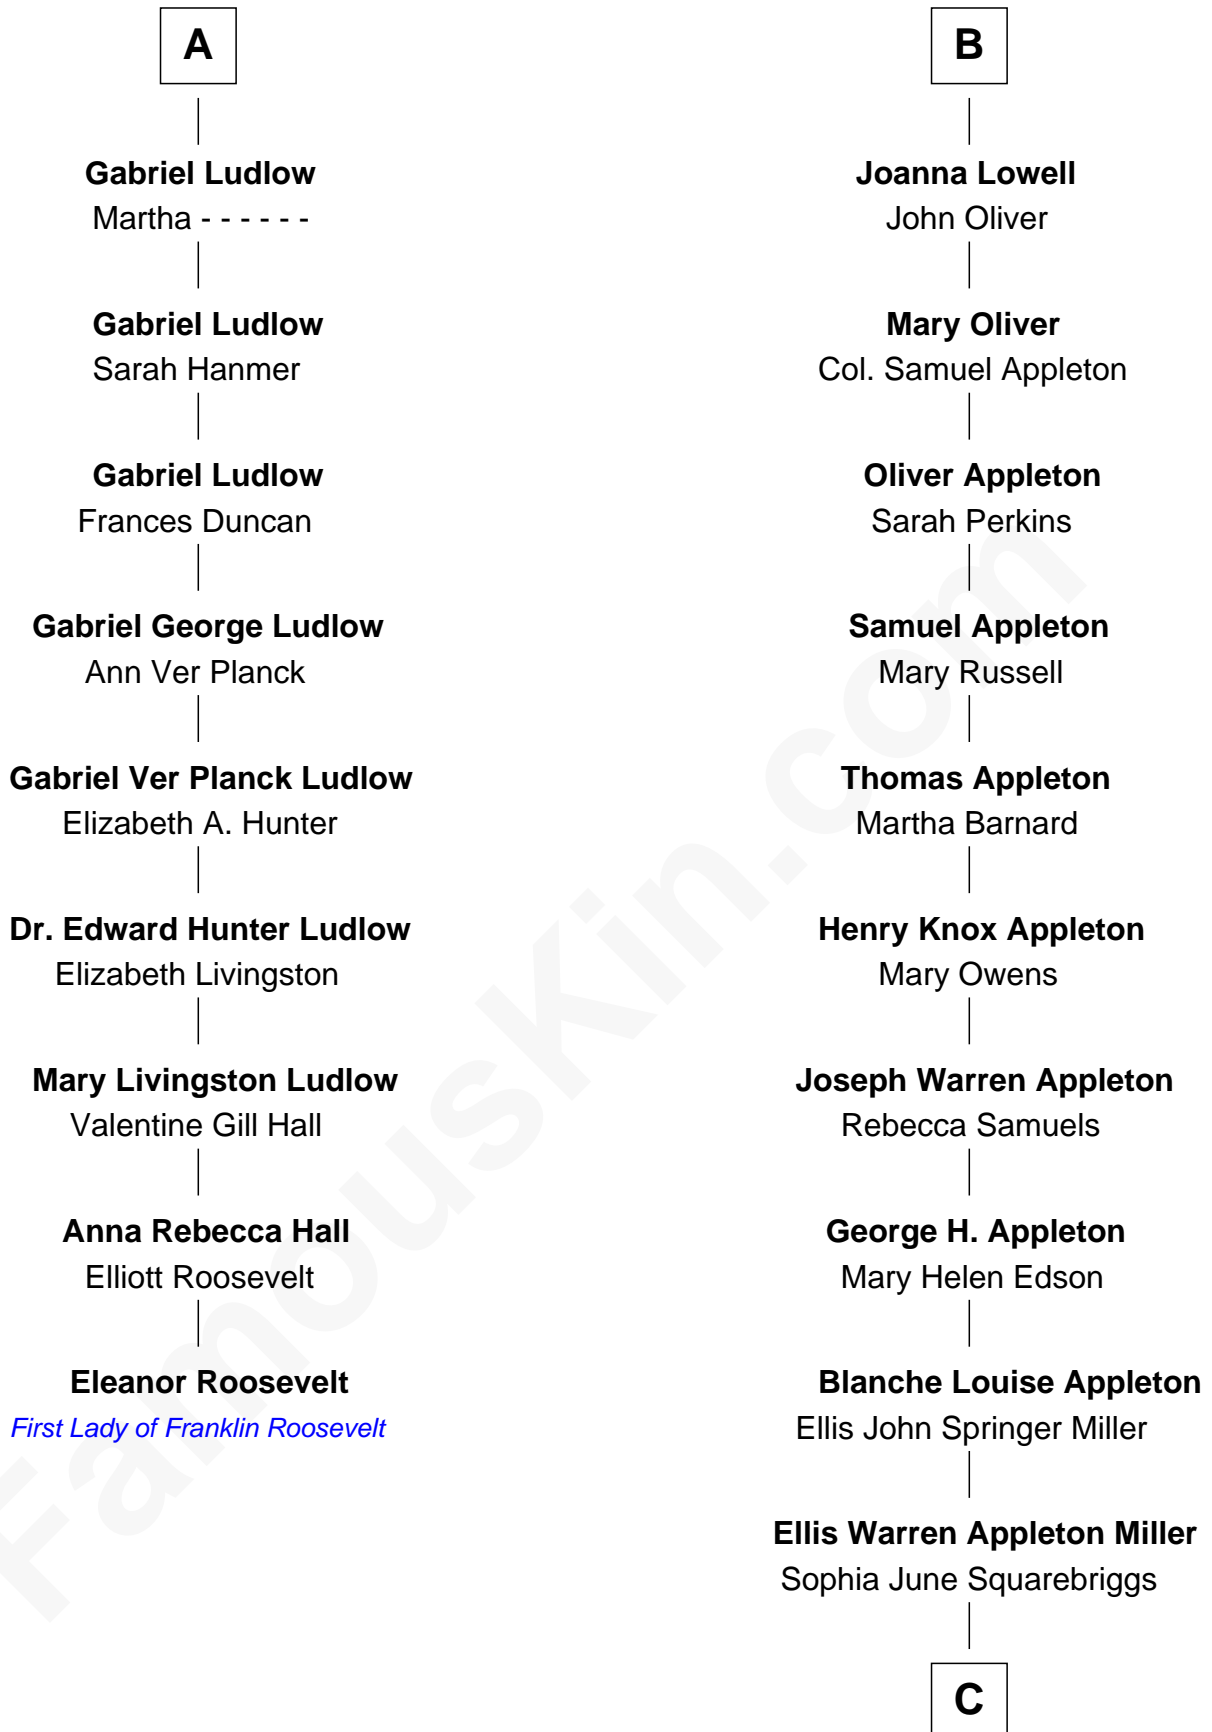 A
Gabriel Ludlow
Martha - - - - - -
Gabriel Ludlow
Sarah Hanmer
Gabriel Ludlow
Frances Duncan
Gabriel George Ludlow
Ann Ver Planck
Gabriel Ver Planck Ludlow
Elizabeth A. Hunter
Dr. Edward Hunter Ludlow
Elizabeth Livingston
Mary Livingston Ludlow
Valentine Gill Hall
Anna Rebecca Hall
Elliott Roosevelt
Eleanor Roosevelt
First Lady of Franklin Roosevelt
B
Joanna Lowell
John Oliver
Mary Oliver
Col. Samuel Appleton
Oliver Appleton
Sarah Perkins
Samuel Appleton
Mary Russell
Thomas Appleton
Martha Barnard
Henry Knox Appleton
Mary Owens
Joseph Warren Appleton
Rebecca Samuels
George H. Appleton
Mary Helen Edson
Blanche Louise Appleton
Ellis John Springer Miller
Ellis Warren Appleton Miller
Sophia June Squarebriggs
C
FamousKin.com